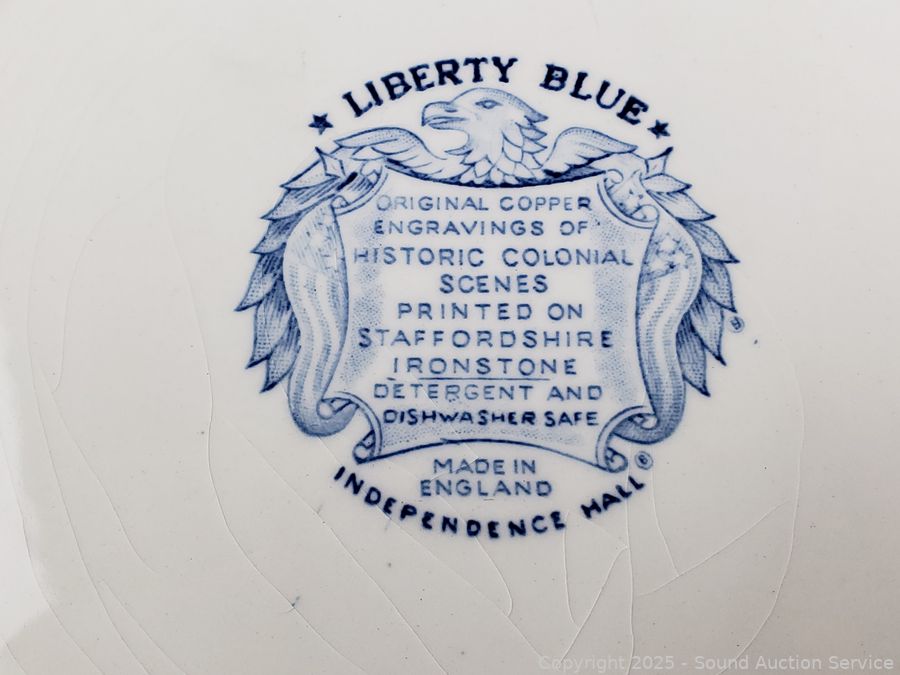 ★ LIBERTY BLUE ★
ORIGINAL COPPER
ENGRAVINGS OF
HISTORIC COLONIAL
SCENES
PRINTED ON
STAFFORDSHIRE
IRONSTONE
DETERGENT AND
DISHWASHER SAFE
MADE IN
ENGLAND
INDEPENDENCE HALL
Copyright 2025 - Sound Auction Service